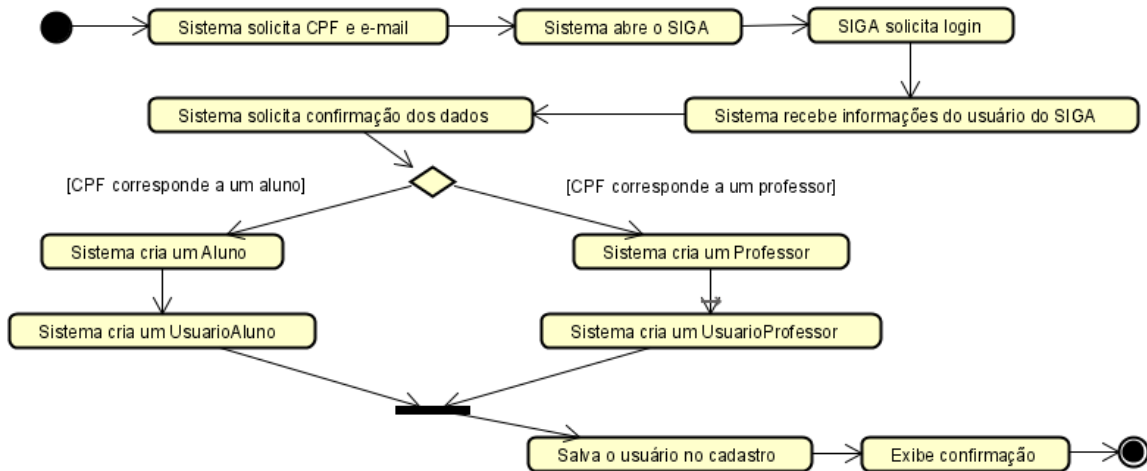 Sistema solicita CPF e e-mail
Sistema abre o SIGA
SIGA solicita login
Sistema solicita confirmação dos dados
Sistema recebe informações do usuário do SIGA
[CPF corresponde a um aluno]
[CPF corresponde a um professor]
Sistema cria um Aluno
Sistema cria um Professor
Sistema cria um UsuarioAluno
Sistema cria um UsuarioProfessor
Salva o usuário no cadastro
Exibe confirmação